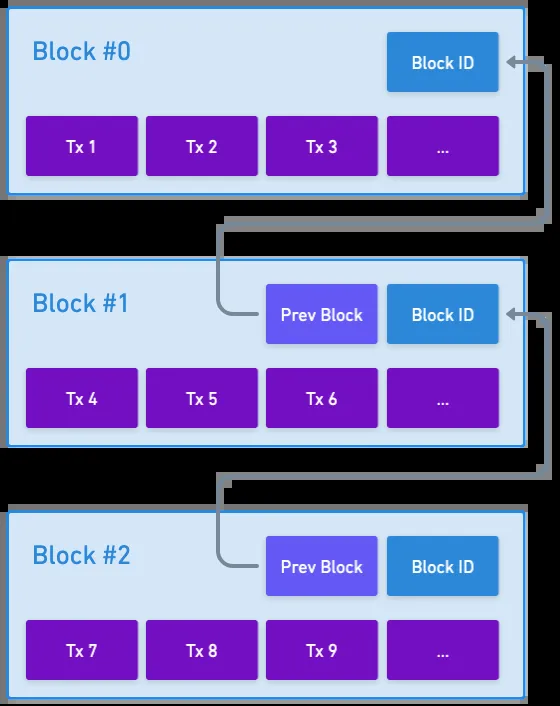 Block #0
Block ID
Tx 1 Tx 2 Tx 3 ...
Block #1
Prev Block Block ID
Tx 4 Tx 5 Tx 6 ...
Block #2
Prev Block Block ID
Tx 7 Tx 8 Tx 9 ...